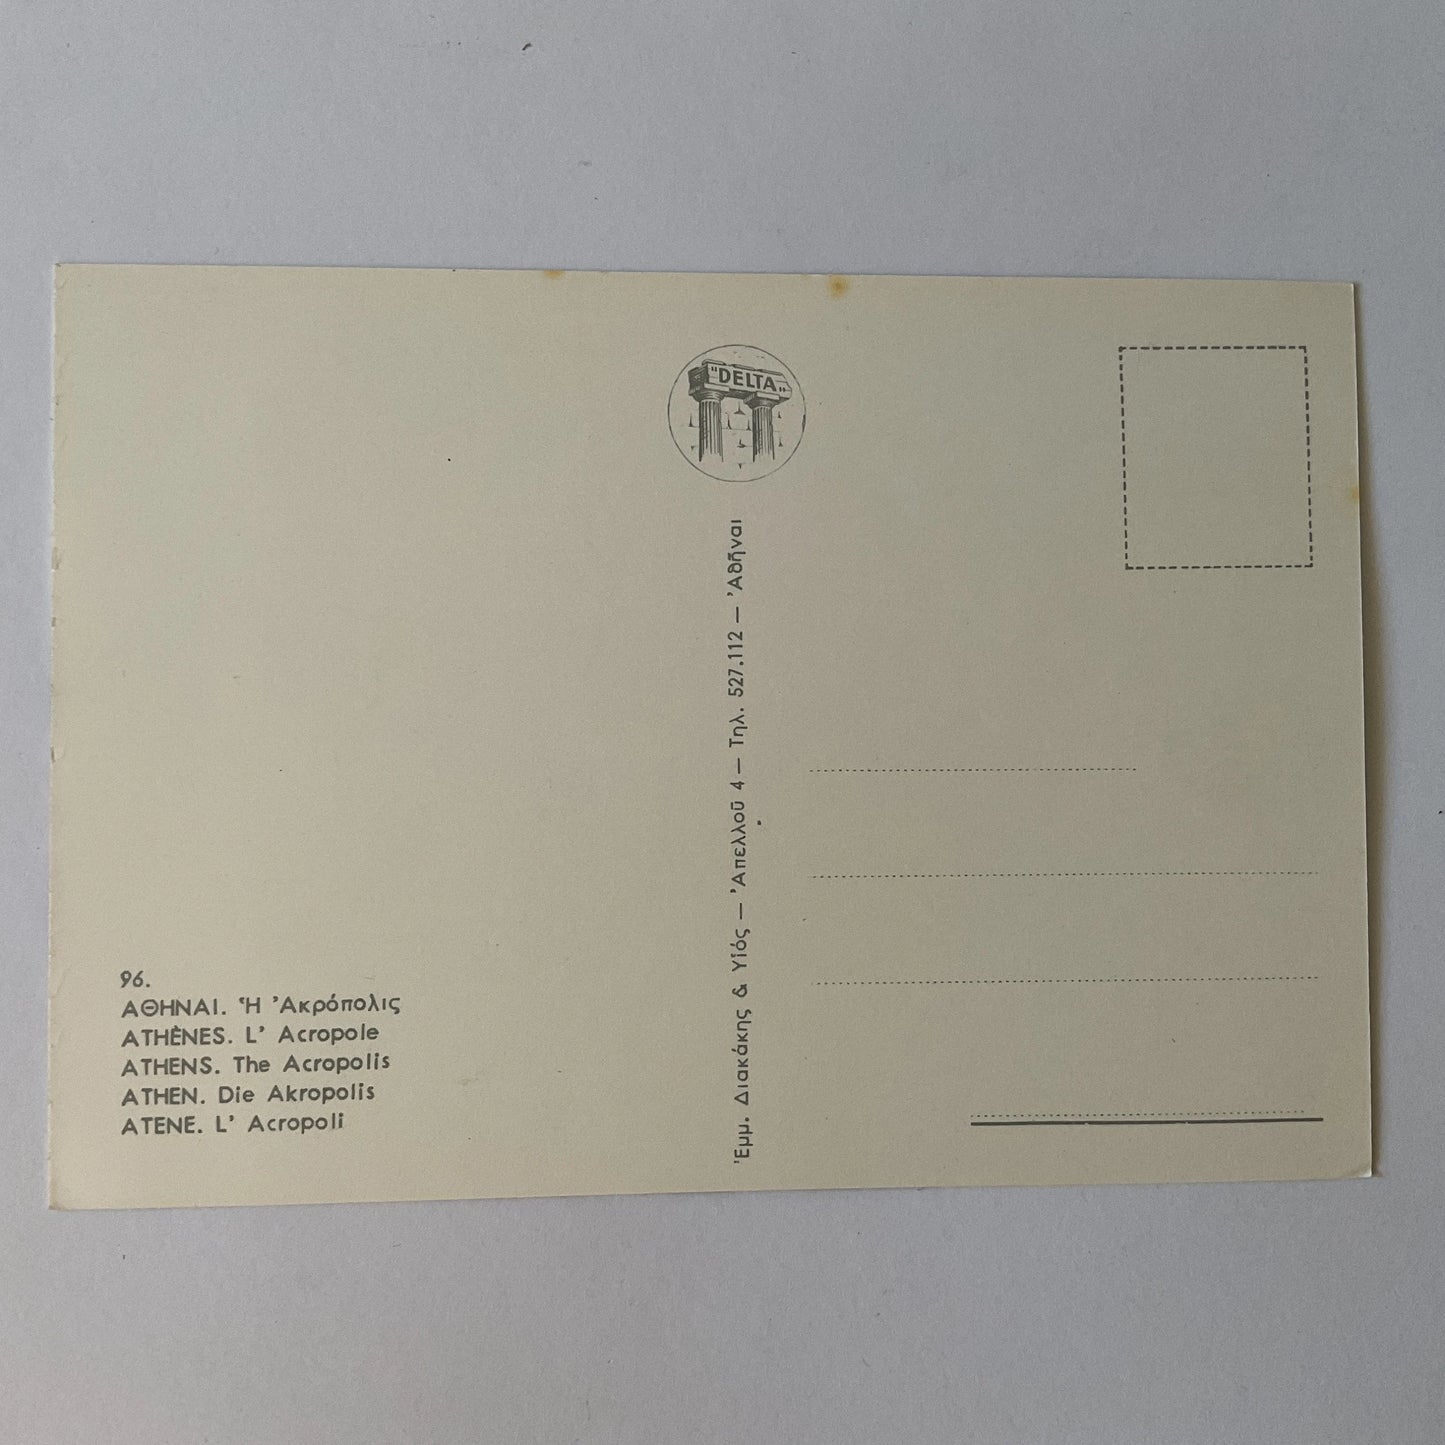 "DELTA„
Ἐμμ. Διακάκης & Υἱός — Ἀπελλοῦ 4 — Τηλ. 527.112 — Ἀθῆναι
96.
ΑΘΗΝΑΙ. Ἡ Ἀκρόπολις
ATHÈNES. L' Acropole
ATHENS. The Acropolis
ATHEN. Die Akropolis
ATENE. L' Acropoli